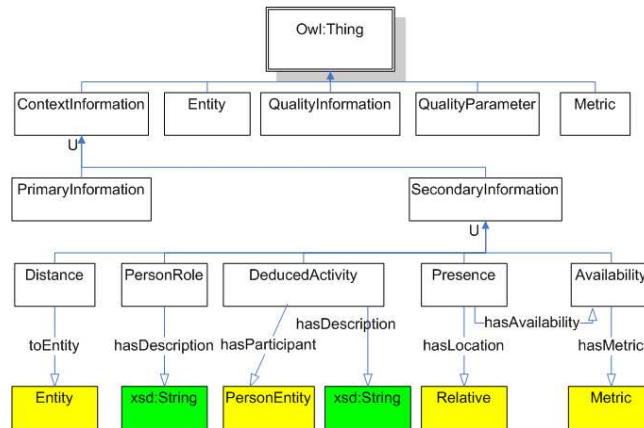 Owl:Thing
ContextInformation Entity QualityInformation QualityParameter Metric
U
PrimaryInformation SecondaryInformation
U
Distance PersonRole DeducedActivity Presence Availability
hasDescription hasAvailability
toEntity hasDescription hasParticipant hasLocation hasMetric
Entity xsd:String PersonEntity xsd:String Relative Metric